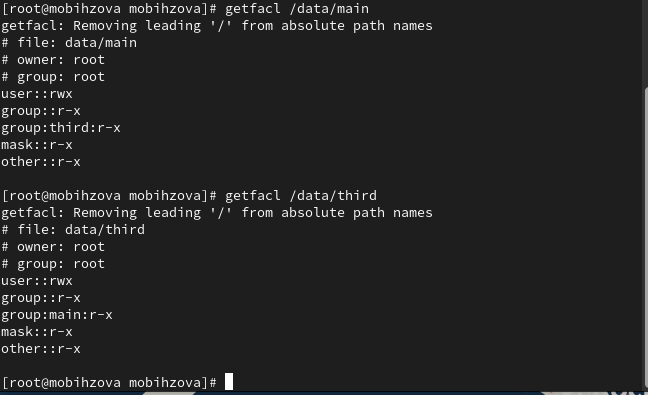 [root@mobihzova mobihzova]# getfacl /data/main
getfacl: Removing leading '/' from absolute path names
# file: data/main
# owner: root
# group: root
user::rwx
group::r-x
group:third:r-x
mask::r-x
other::r-x
[root@mobihzova mobihzova]# getfacl /data/third
getfacl: Removing leading '/' from absolute path names
# file: data/third
# owner: root
# group: root
user::rwx
group::r-x
group:main:r-x
mask::r-x
other::r-x
[root@mobihzova mobihzova]#